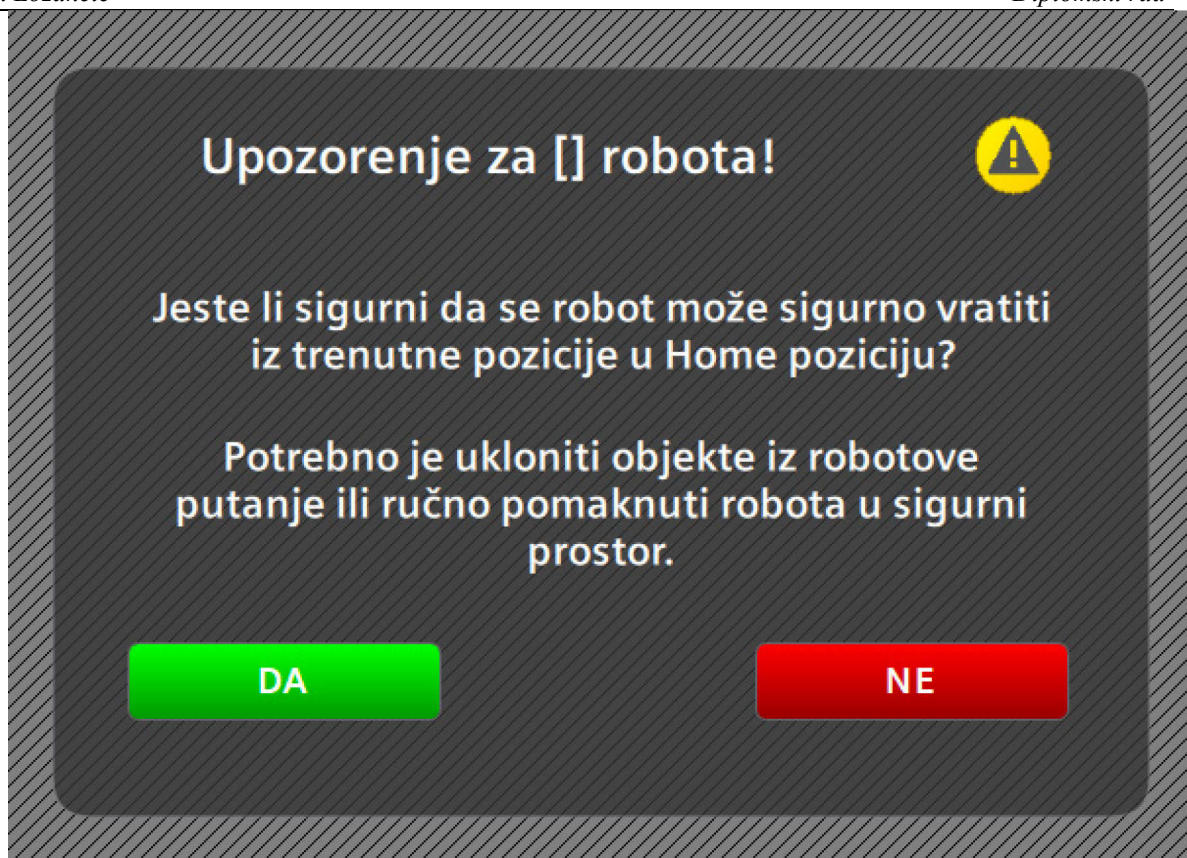 Upozorenje za [] robota!
Jeste li sigurni da se robot može sigurno vratiti
iz trenutne pozicije u Home poziciju?
Potrebno je ukloniti objekte iz robotove
putanje ili ručno pomaknuti robota u sigurni
prostor.
DA
NE